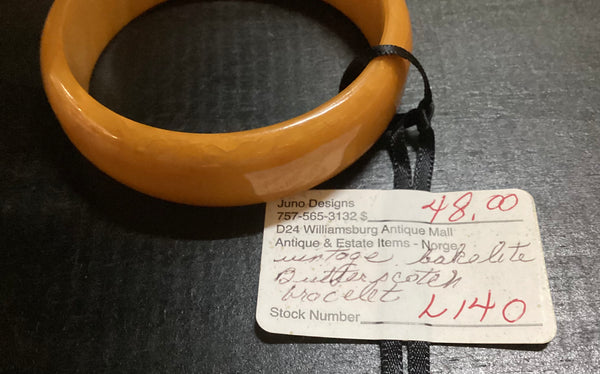 Juno Designs
757-565-3132 $ 48.00
D24 Williamsburg Antique Mall
Antique & Estate Items - Norge
vintage bakelite
Butterscotch
bracelet
Stock Number L140